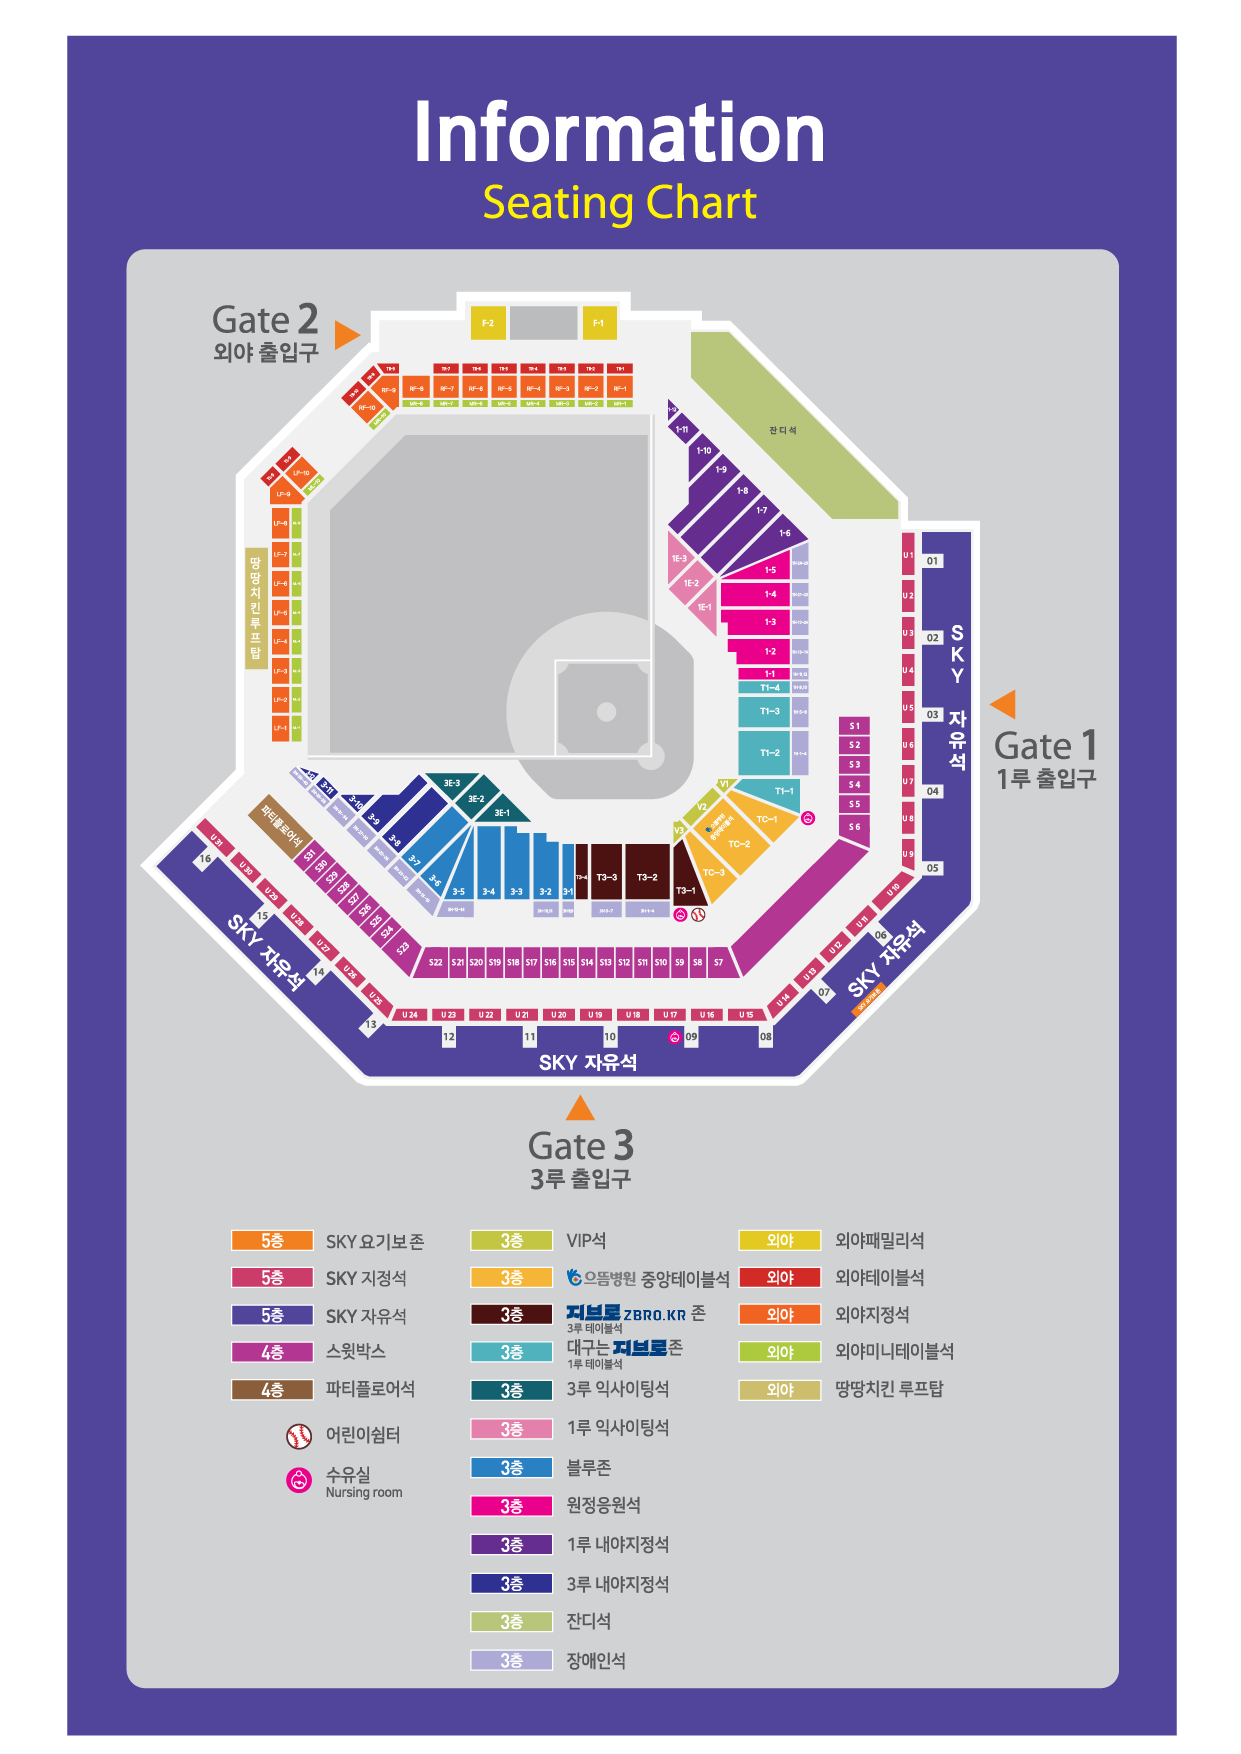 Information
Seating Chart
Gate 2
외야 출입구
F-2
F-1
RF-10
RF-9
RF-8
RF-7
RF-6
RF-5
RF-4
RF-3
RF-2
RF-1
LF-10
LF-9
LF-8
LF-7
LF-6
LF-5
LF-4
LF-3
LF-2
LF-1
땅땅치킨루프탑
잔디석
1-11
1-10
1-9
1-8
1-7
1-6
1E-3
1E-2
1E-1
1-5
1-4
1-3
1-2
1-1
T1-4
T1-3
T1-2
T1-1
V1
V2
V3
TC-1
TC-2
TC-3
으뜸병원
중앙테이블석
T3-1
T3-2
T3-3
T3-4
3-1
3-2
3-3
3-4
3-5
3-6
3-7
3-8
3-9
3-10
3-11
3E-3
3E-2
3E-1
파티플로어석
S1
S2
S3
S4
S5
S6
S7
S8
S9
S10
S11
S12
S13
S14
S15
S16
S17
S18
S19
S20
S21
S22
S23
S24
S25
S26
S27
S28
S29
S30
S31
U1
U2
U3
U4
U5
U6
U7
U8
U9
U10
U11
U12
U13
U14
U15
U16
U17
U18
U19
U20
U21
U22
U23
U24
U25
U26
U27
U28
U29
U30
U31
01
02
03
04
05
06
07
08
09
10
11
12
13
14
15
16
SKY 자유석
SKY 자유석
SKY 자유석
SKY 자유석
SKY 요기보 존
Gate 1
1루 출입구
Gate 3
3루 출입구
5층 SKY 요기보 존
5층 SKY 지정석
5층 SKY 자유석
4층 스윗박스
4층 파티플로어석
어린이쉼터
수유실
Nursing room
3층 VIP석
3층 으뜸병원 중앙테이블석
3층 지브로 ZBRO.KR 존
3루 테이블석
3층 대구는 지브로존
1루 테이블석
3층 3루 익사이팅석
3층 1루 익사이팅석
3층 블루존
3층 원정응원석
3층 1루 내야지정석
3층 3루 내야지정석
3층 잔디석
3층 장애인석
외야 외야패밀리석
외야 외야테이블석
외야 외야지정석
외야 외야미니테이블석
외야 땅땅치킨 루프탑